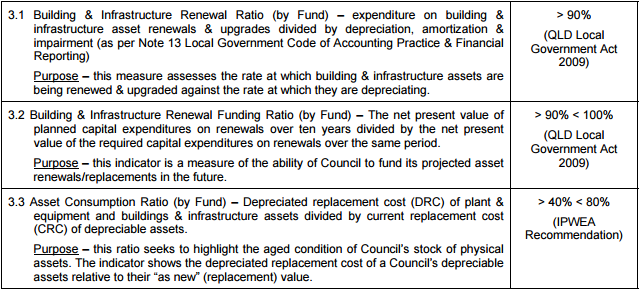 3.1 Building & Infrastructure Renewal Ratio (by Fund) – expenditure on building &
infrastructure asset renewals & upgrades divided by depreciation, amortization &
impairment (as per Note 13 Local Government Code of Accounting Practice & Financial
Reporting)
Purpose – this measure assesses the rate at which building & infrastructure assets are
being renewed & upgraded against the rate at which they are depreciating.
> 90%
(QLD Local
Government Act
2009)
3.2 Building & Infrastructure Renewal Funding Ratio (by Fund) – The net present value of
planned capital expenditures on renewals over ten years divided by the net present
value of the required capital expenditures on renewals over the same period.
Purpose – this indicator is a measure of the ability of Council to fund its projected asset
renewals/replacements in the future.
> 90% < 100%
(QLD Local
Government Act
2009)
3.3 Asset Consumption Ratio (by Fund) – Depreciated replacement cost (DRC) of plant &
equipment and buildings & infrastructure assets divided by current replacement cost
(CRC) of depreciable assets.
Purpose – this ratio seeks to highlight the aged condition of Council's stock of physical
assets. The indicator shows the depreciated replacement cost of a Council's depreciable
assets relative to their “as new” (replacement) value.
> 40% < 80%
(IPWEA
Recommendation)